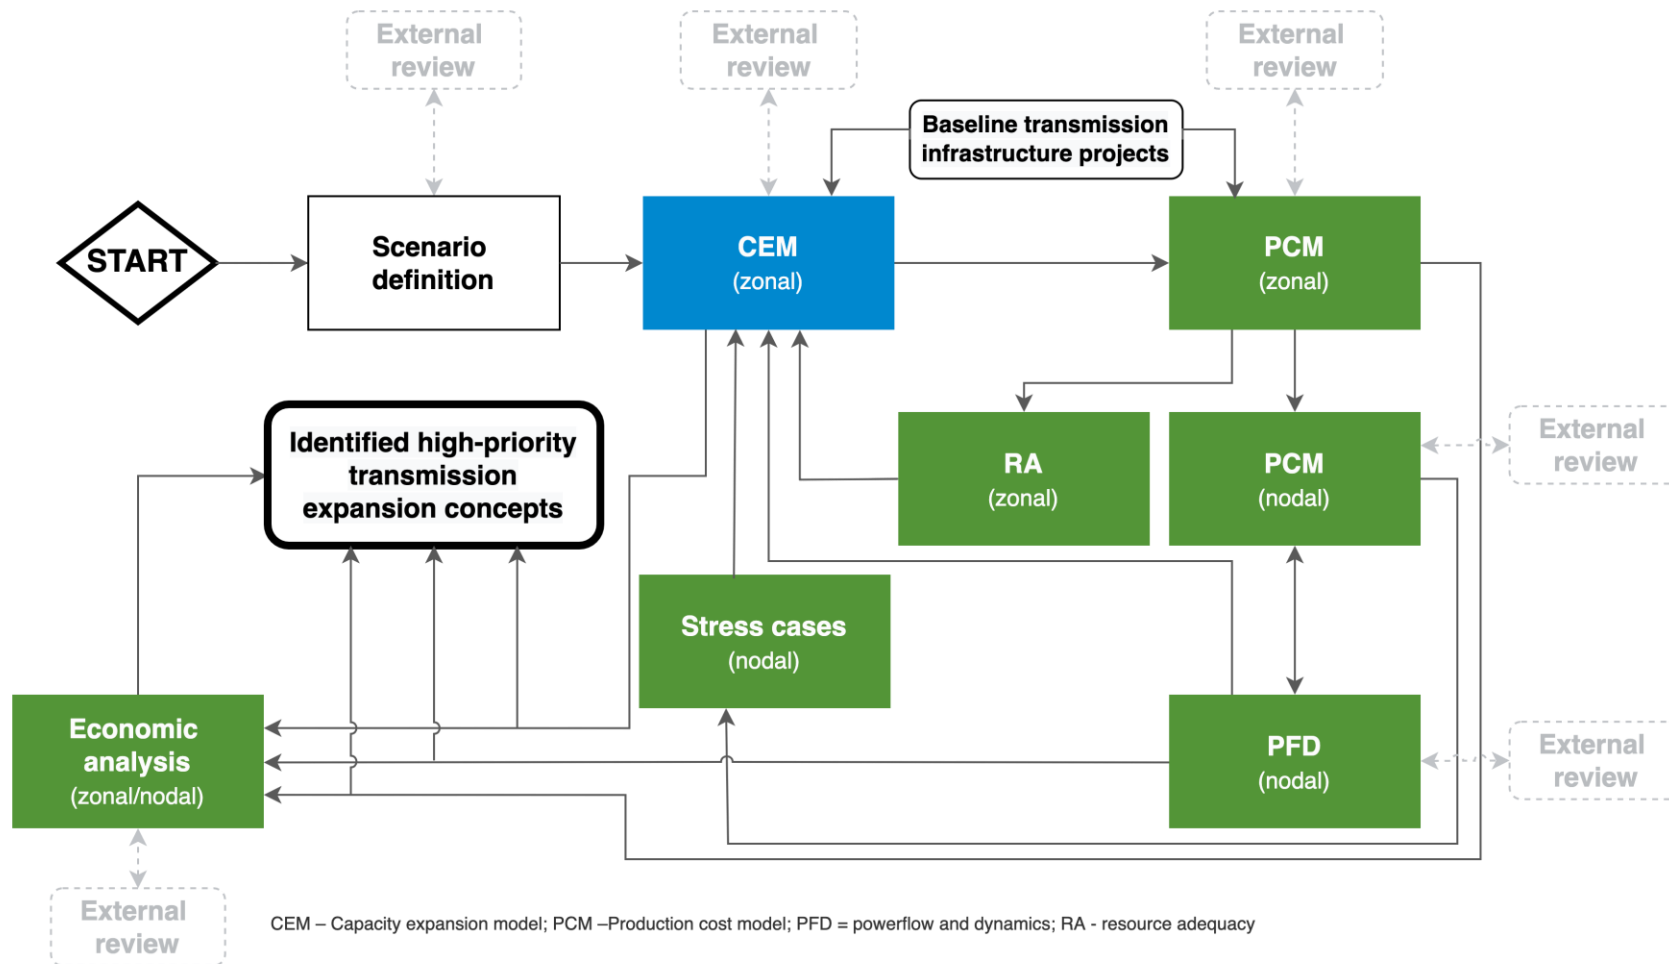 External
review
External
review
External
review
Baseline transmission
infrastructure projects
START
Scenario
definition
CEM
(zonal)
PCM
(zonal)
Identified high-priority
transmission
expansion concepts
RA
(zonal)
PCM
(nodal)
External
review
Stress cases
(nodal)
Economic
analysis
(zonal/nodal)
PFD
(nodal)
External
review
External
review
CEM – Capacity expansion model; PCM –Production cost model; PFD = powerflow and dynamics; RA - resource adequacy